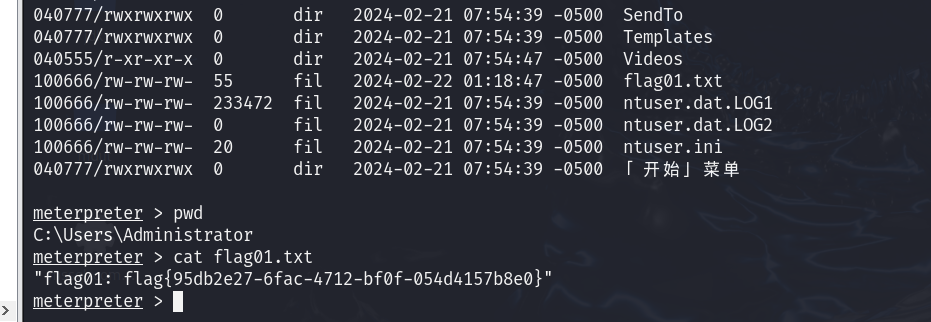 040777/rwxrwxrwx  0       dir  2024-02-21 07:54:39 -0500  SendTo
040777/rwxrwxrwx  0       dir  2024-02-21 07:54:39 -0500  Templates
040555/r-xr-xr-x  0       dir  2024-02-21 07:54:47 -0500  Videos
100666/rw-rw-rw-  55      fil  2024-02-22 01:18:47 -0500  flag01.txt
100666/rw-rw-rw-  233472  fil  2024-02-21 07:54:39 -0500  ntuser.dat.LOG1
100666/rw-rw-rw-  0       fil  2024-02-21 07:54:39 -0500  ntuser.dat.LOG2
100666/rw-rw-rw-  20      fil  2024-02-21 07:54:39 -0500  ntuser.ini
040777/rwxrwxrwx  0       dir  2024-02-21 07:54:39 -0500  「开始」菜单
meterpreter > pwd
C:\Users\Administrator
meterpreter > cat flag01.txt
"flag01: flag{95db2e27-6fac-4712-bf0f-054d4157b8e0}"
meterpreter >